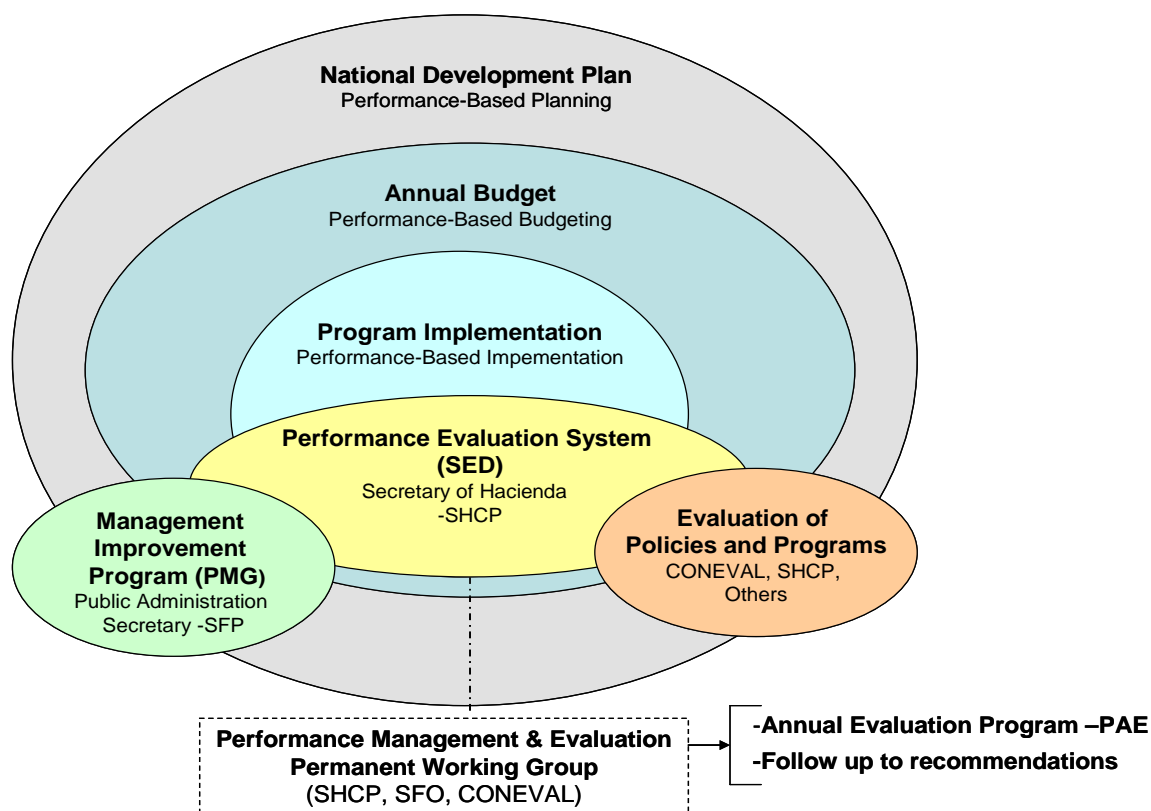 National Development Plan
Performance-Based Planning
Annual Budget
Performance-Based Budgeting
Program Implementation
Performance-Based Impementation
Performance Evaluation System
(SED)
Secretary of Hacienda
-SHCP
Management
Improvement
Program (PMG)
Public Administration
Secretary -SFP
Evaluation of
Policies and Programs
CONEVAL, SHCP,
Others
Performance Management & Evaluation
Permanent Working Group
(SHCP, SFO, CONEVAL)
-Annual Evaluation Program –PAE
-Follow up to recommendations